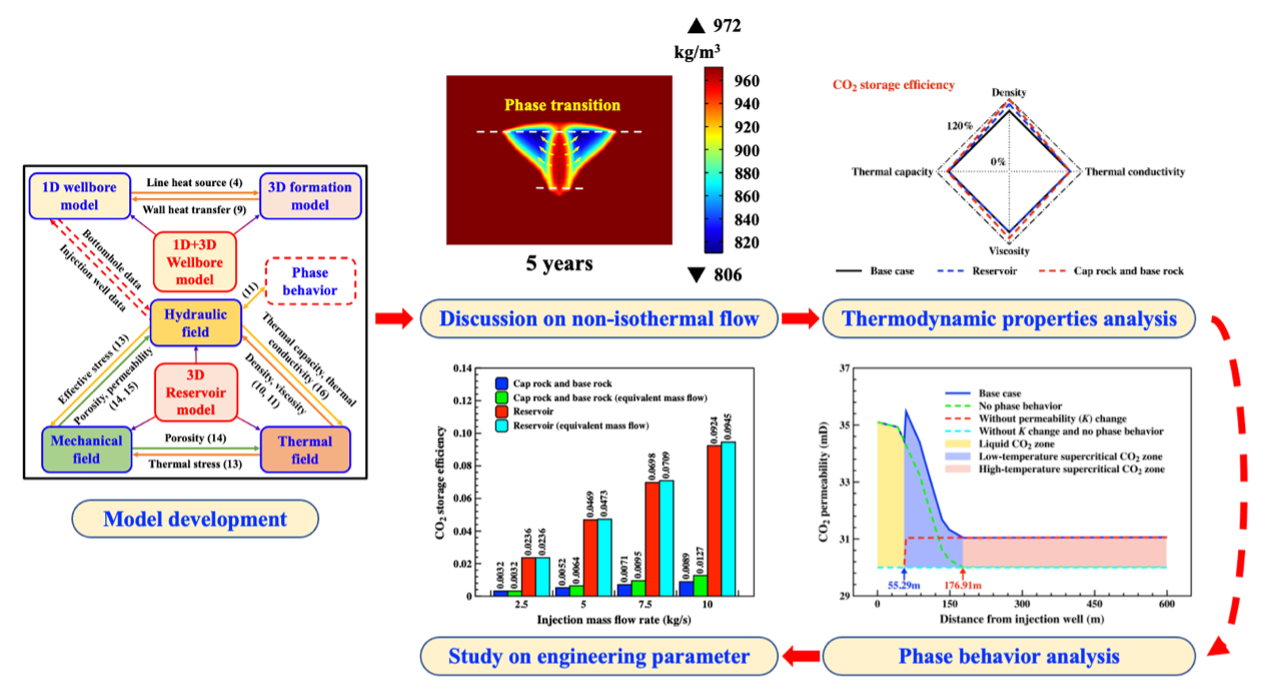 1D wellbore
model
Line heat source (4)
Wall heat transfer (9)
3D formation
model
1D+3D
Wellbore
model
Bottomhole data
Injection well data
Phase
behavior
(11)
Hydraulic
field
Effective stress (13)
Porosity, permeability
(14, 15)
Thermal capacity, thermal
conductivity (16)
Density, viscosity
(10, 11)
3D
Reservoir
model
Mechanical
field
Porosity (14)
Thermal stress (13)
Thermal
field
Model development
▲ 972
kg/m³
Phase transition
960
940
920
900
880
860
840
820
▼ 806
5 years
Discussion on non-isothermal flow
CO₂ storage efficiency
Density
120%
0%
Thermal capacity
Thermal conductivity
Viscosity
Base case
Reservoir
Cap rock and base rock
Thermodynamic properties analysis
0.14
0.12
0.10
0.08
0.06
0.04
0.02
0
CO₂ storage efficiency
Cap rock and base rock
Cap rock and base rock (equivalent mass flow)
Reservoir
Reservoir (equivalent mass flow)
0.0032
0.0032
0.0236
0.0236
0.0052
0.0064
0.0469
0.0473
0.0071
0.0095
0.0698
0.0709
0.0089
0.0127
0.0924
0.0945
2.5
5
7.5
10
Injection mass flow rate (kg/s)
Study on engineering parameter
37
35
33
31
29
CO₂ permeability (mD)
Base case
No phase behavior
Without permeability (K) change
Without K change and no phase behavior
Liquid CO₂ zone
Low-temperature supercritical CO₂ zone
High-temperature supercritical CO₂ zone
55.29m
176.91m
0
150
300
450
600
Distance from injection well (m)
Phase behavior analysis